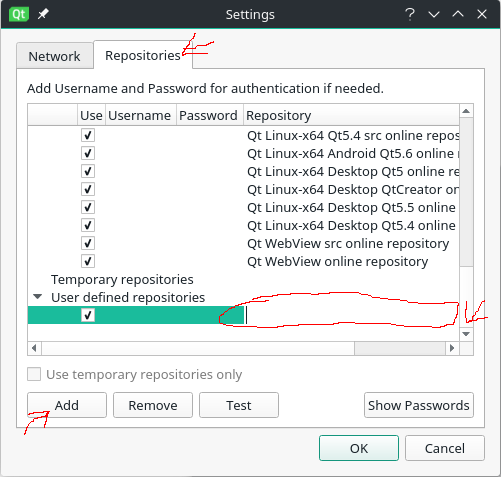 Qt Settings
Network Repositories
Add Username and Password for authentication if needed.
Use Username Password Repository
Qt Linux-x64 Qt5.4 src online repos
Qt Linux-x64 Android Qt5.6 online
Qt Linux-x64 Desktop Qt5 online re
Qt Linux-x64 Desktop QtCreator on
Qt Linux-x64 Desktop Qt5.5 online
Qt Linux-x64 Desktop Qt5.4 online
Qt WebView src online repository
Qt WebView online repository
Temporary repositories
User defined repositories
Use temporary repositories only
Add Remove Test Show Passwords
OK Cancel